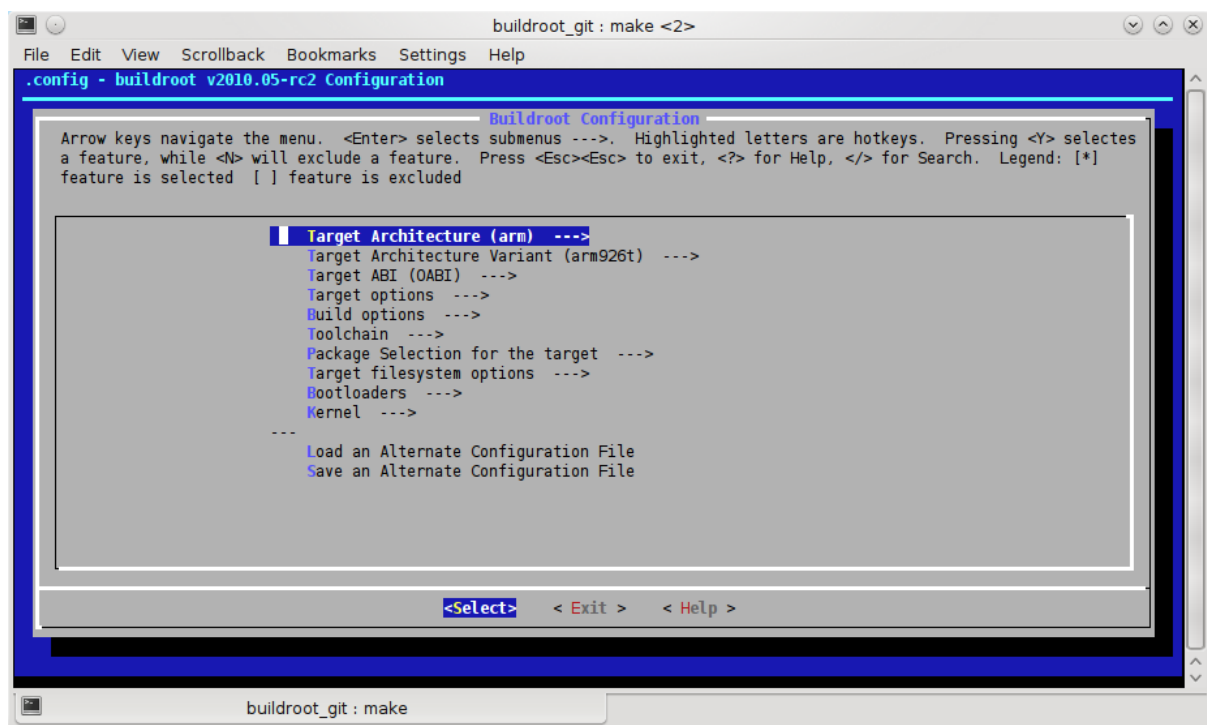 buildroot_git : make <2>
File Edit View Scrollback Bookmarks Settings Help
.config - buildroot v2010.05-rc2 Configuration
Buildroot Configuration
Arrow keys navigate the menu. <Enter> selects submenus --->. Highlighted letters are hotkeys. Pressing <Y> selectes
a feature, while <N> will exclude a feature. Press <Esc><Esc> to exit, <?> for Help, </> for Search. Legend: [*]
feature is selected [ ] feature is excluded
Target Architecture (arm) --->
Target Architecture Variant (arm926t) --->
Target ABI (OABI) --->
Target options --->
Build options --->
Toolchain --->
Package Selection for the target --->
Target filesystem options --->
Bootloaders --->
Kernel --->
---
Load an Alternate Configuration File
Save an Alternate Configuration File
<Select> < Exit > < Help >
buildroot_git : make